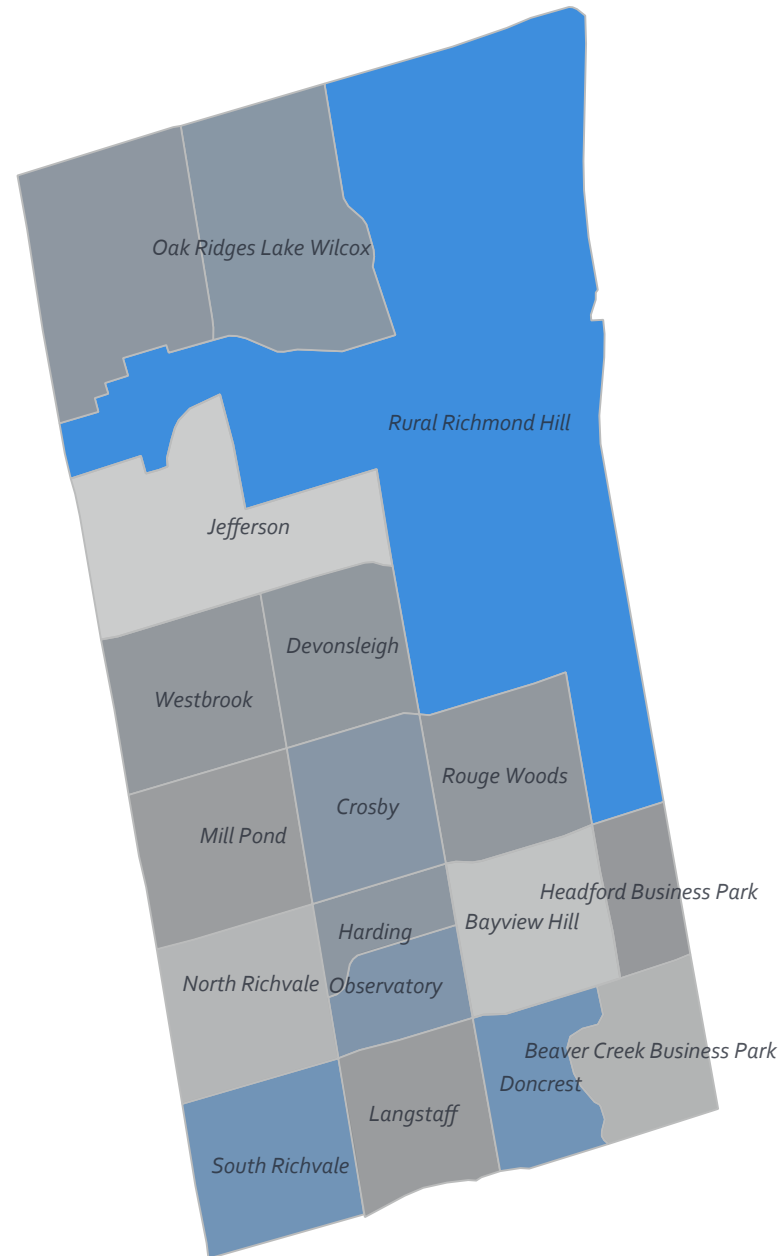 Oak Ridges Lake Wilcox
Rural Richmond Hill
Jefferson
Devonsleigh
Westbrook
Rouge Woods
Crosby
Mill Pond
Headford Business Park
Bayview Hill
Harding
North Richvale
Observatory
Beaver Creek Business Park
Doncrest
Langstaff
South Richvale